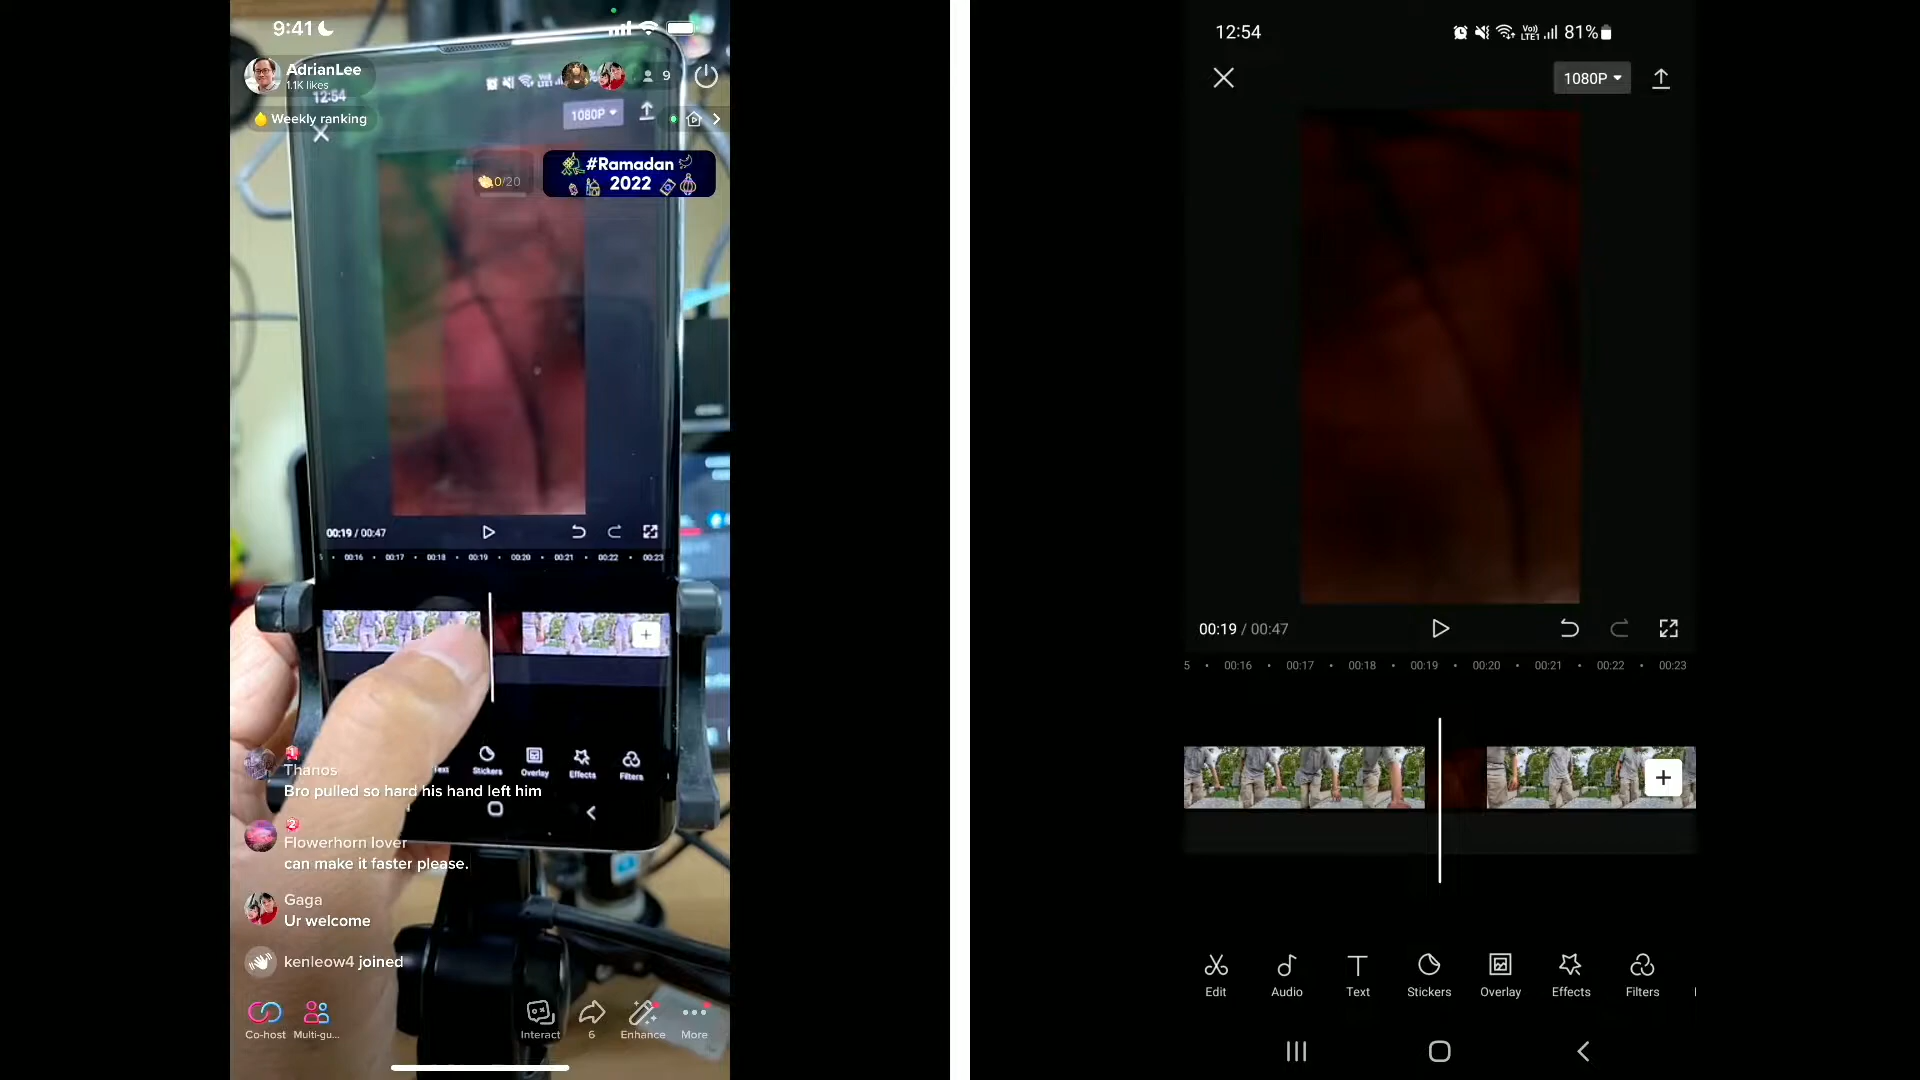 9:41
AdrianLee
1.1K likes
9
12:54
Weekly ranking
1080P
#Ramadan
2022
0/20
00:19 / 00:47
00:16 00:17 00:18 00:19 00:20 00:21 00:22 00:23
Text Stickers Overlay Effects Filters
Thanos
Bro pulled so hard his hand left him
Flowerhorn lover
can make it faster please.
Gaga
Ur welcome
kenleow4 joined
Co-host Multi-gu... Interact 6 Enhance More
12:54
Vo) LTE1 81%
1080P
00:19 / 00:47
5 00:16 00:17 00:18 00:19 00:20 00:21 00:22 00:23
Edit Audio Text Stickers Overlay Effects Filters